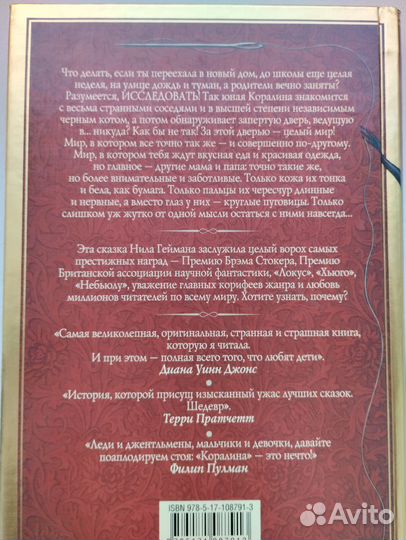 Что делать, если ты переехала в новый дом, до школы еще целая
неделя, на улице дождь и туман, а родители вечно заняты?
Разумеется, ИССЛЕДОВАТЬ! Так юная Коралина знакомится
с весьма странными соседями и в высшей степени независимым
черным котом, а потом обнаруживает запертую дверь, ведущую
в... никуда? Как бы не так! За этой дверью — целый мир!
Мир, в котором все точно так же — и совершенно по-другому.
Мир, в котором тебя ждут вкусная еда и красивая одежда,
но главное — другие мама и папа: точно такие же,
но более внимательные и заботливые. Только кожа их тонка
и бела, как бумага. Только пальцы их чересчур длинные
и нервные, а вместо глаз у них — круглые пуговицы. Только
слишком уж жутко от одной мысли остаться с ними навсегда...
Эта сказка Нила Геймана заслужила целый ворох самых
престижных наград — Премию Брэма Стокера, Премию
Британской ассоциации научной фантастики, «Локус», «Хьюго»,
«Небьюлу», уважение главных корифеев жанра и любовь
миллионов читателей по всему миру. Хотите узнать, почему?
«Самая великолепная, оригинальная, странная и страшная книга,
которую я читала.
И при этом — полная всего того, что любят дети».
Диана Уинн Джонс
«История, которой присущ изысканный ужас лучших сказок.
Шедевр».
Терри Пратчетт
«Леди и джентльмены, мальчики и девочки, давайте
поаплодируем стоя: «Коралина» — это нечто!»
Филип Пулман
ISBN 978-5-17-108791-3
Avito